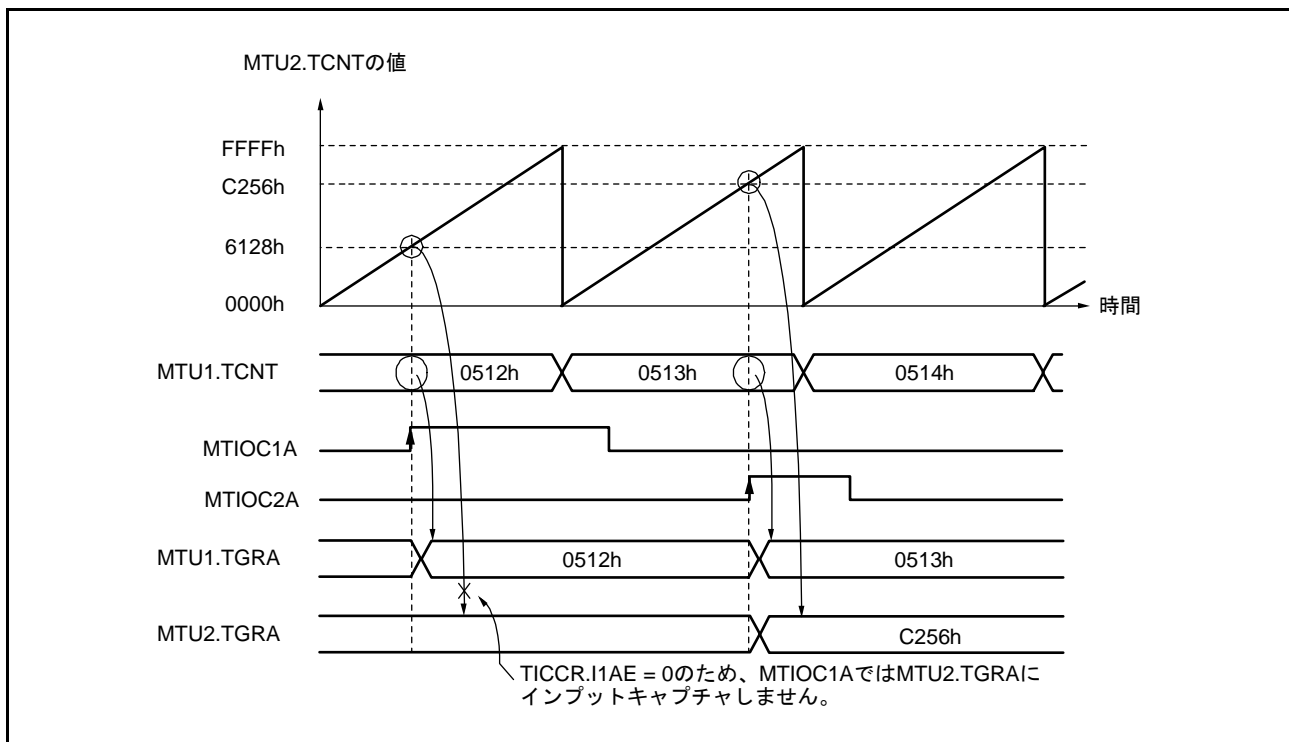 MTU2.TCNTの値
FFFFh
C256h
6128h
0000h
時間
MTU1.TCNT
0512h
0513h
0514h
MTIOC1A
MTIOC2A
MTU1.TGRA
0512h
0513h
MTU2.TGRA
C256h
TICCR.I1AE = 0のため、MTIOC1AではMTU2.TGRAに
インプットキャプチャしません。